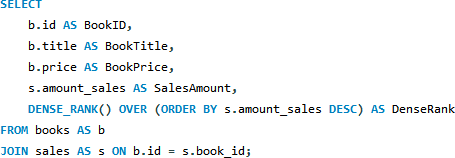 SELECT
    b.id AS BookID,
    b.title AS BookTitle,
    b.price AS BookPrice,
    s.amount_sales AS SalesAmount,
    DENSE_RANK() OVER (ORDER BY s.amount_sales DESC) AS DenseRank
FROM books AS b
JOIN sales AS s ON b.id = s.book_id;